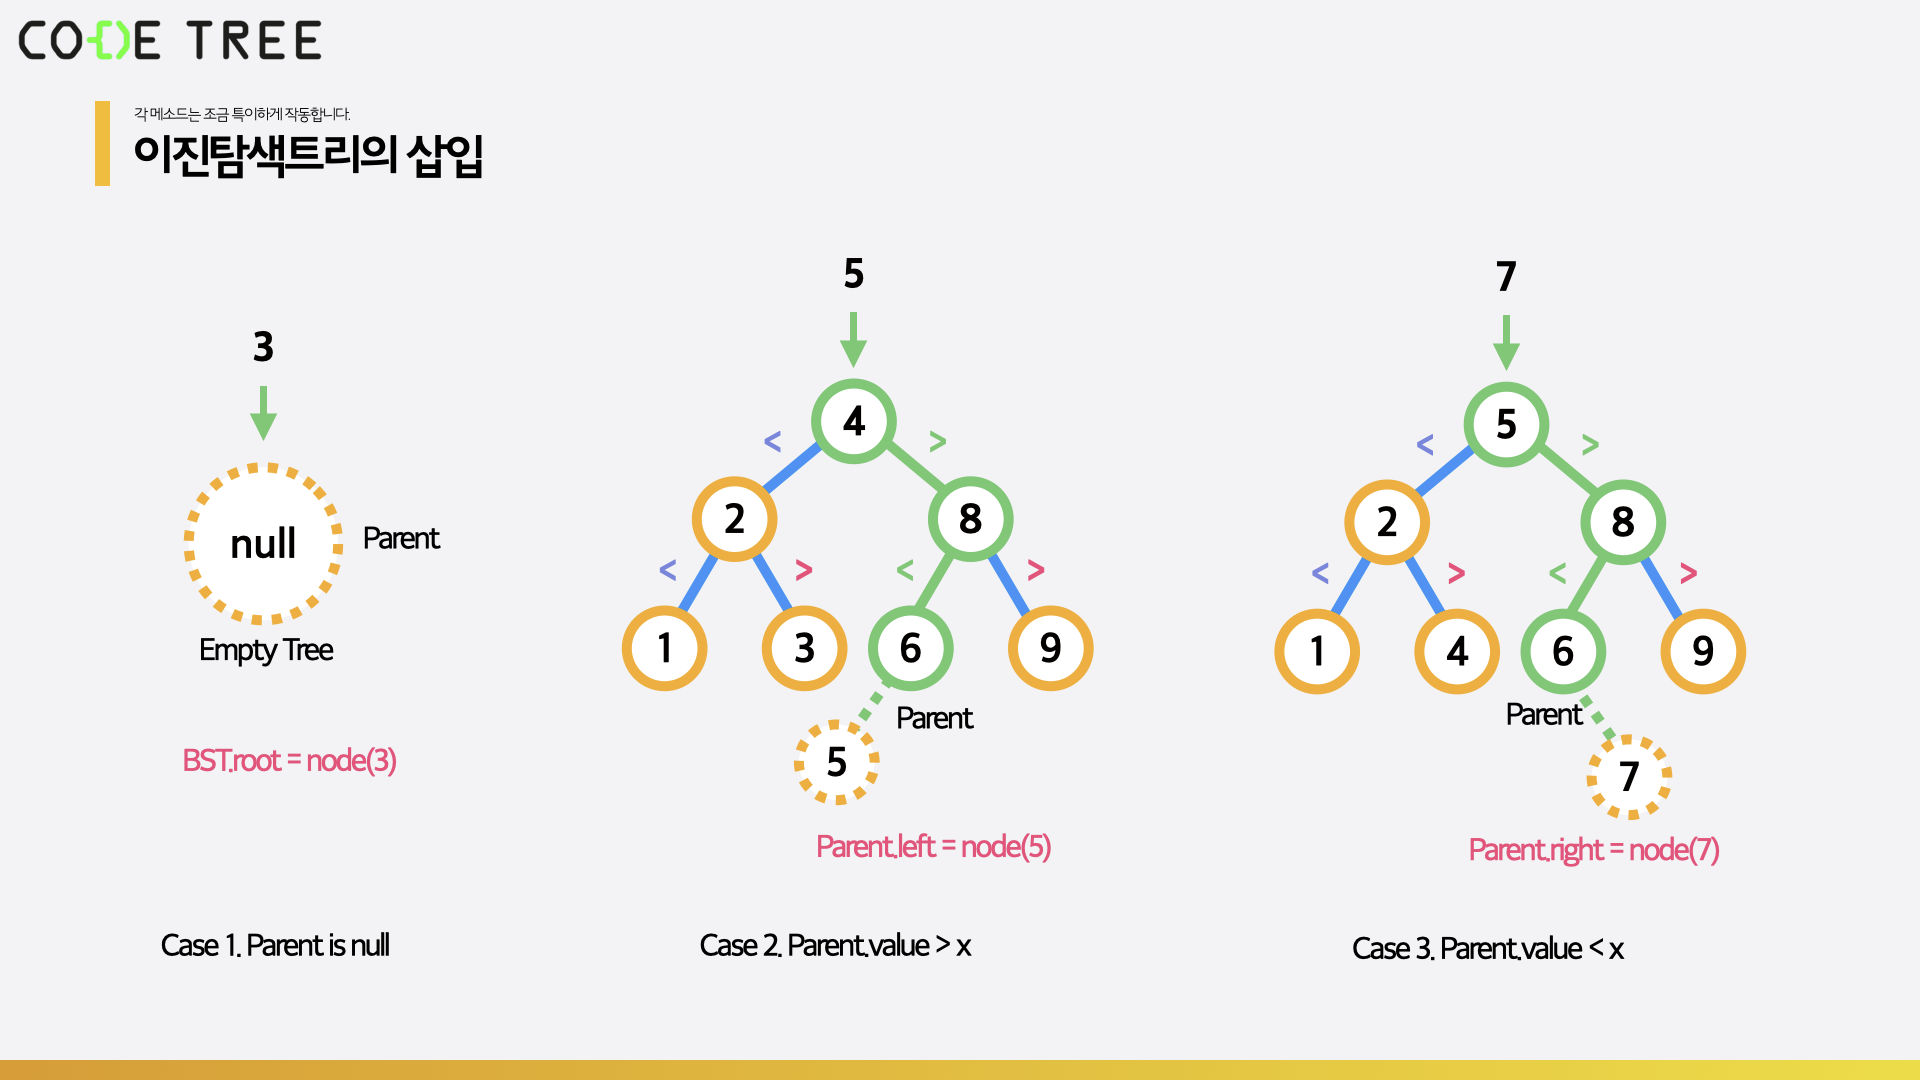 CODE TREE
각 메소드는 조금 특이하게 작동합니다.
이진탐색트리의 삽입
3
null
Parent
Empty Tree
BST.root = node(3)
Case 1. Parent is null
5
4
< >
2 8
< > < >
1 3 6 9
Parent
5
Parent.left = node(5)
Case 2. Parent.value > x
7
5
< >
2 8
< > < >
1 4 6 9
Parent
7
Parent.right = node(7)
Case 3. Parent.value < x